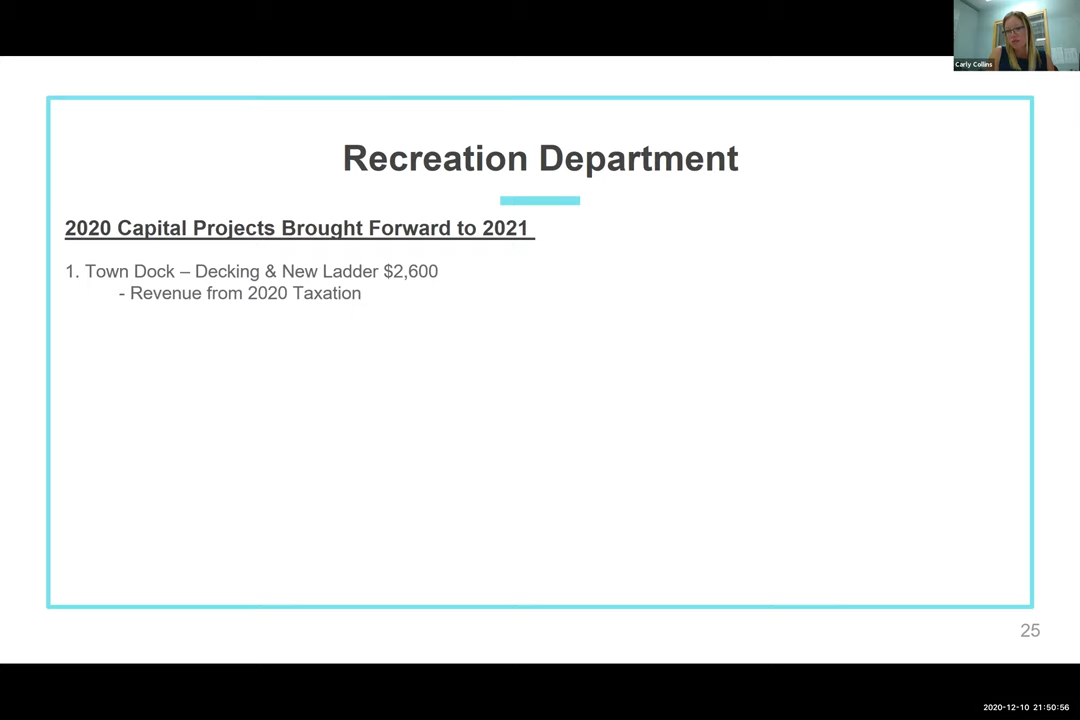 Carly Collins
Recreation Department
2020 Capital Projects Brought Forward to 2021
1. Town Dock – Decking & New Ladder $2,600
- Revenue from 2020 Taxation
25
2020-12-10 21:50:56